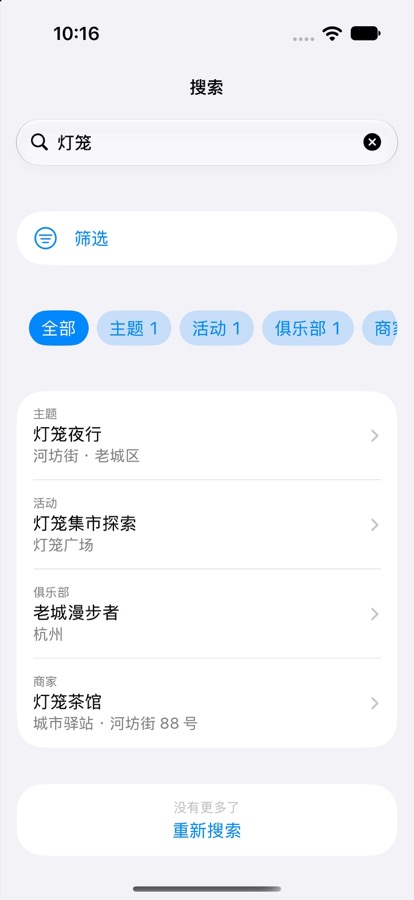 10:16
搜索
灯笼
筛选
全部
主题 1
活动 1
俱乐部 1
商
主题
灯笼夜行
河坊街 · 老城区
活动
灯笼集市探索
灯笼广场
俱乐部
老城漫步者
杭州
商家
灯笼茶馆
城市驿站 · 河坊街 88 号
没有更多了
重新搜索